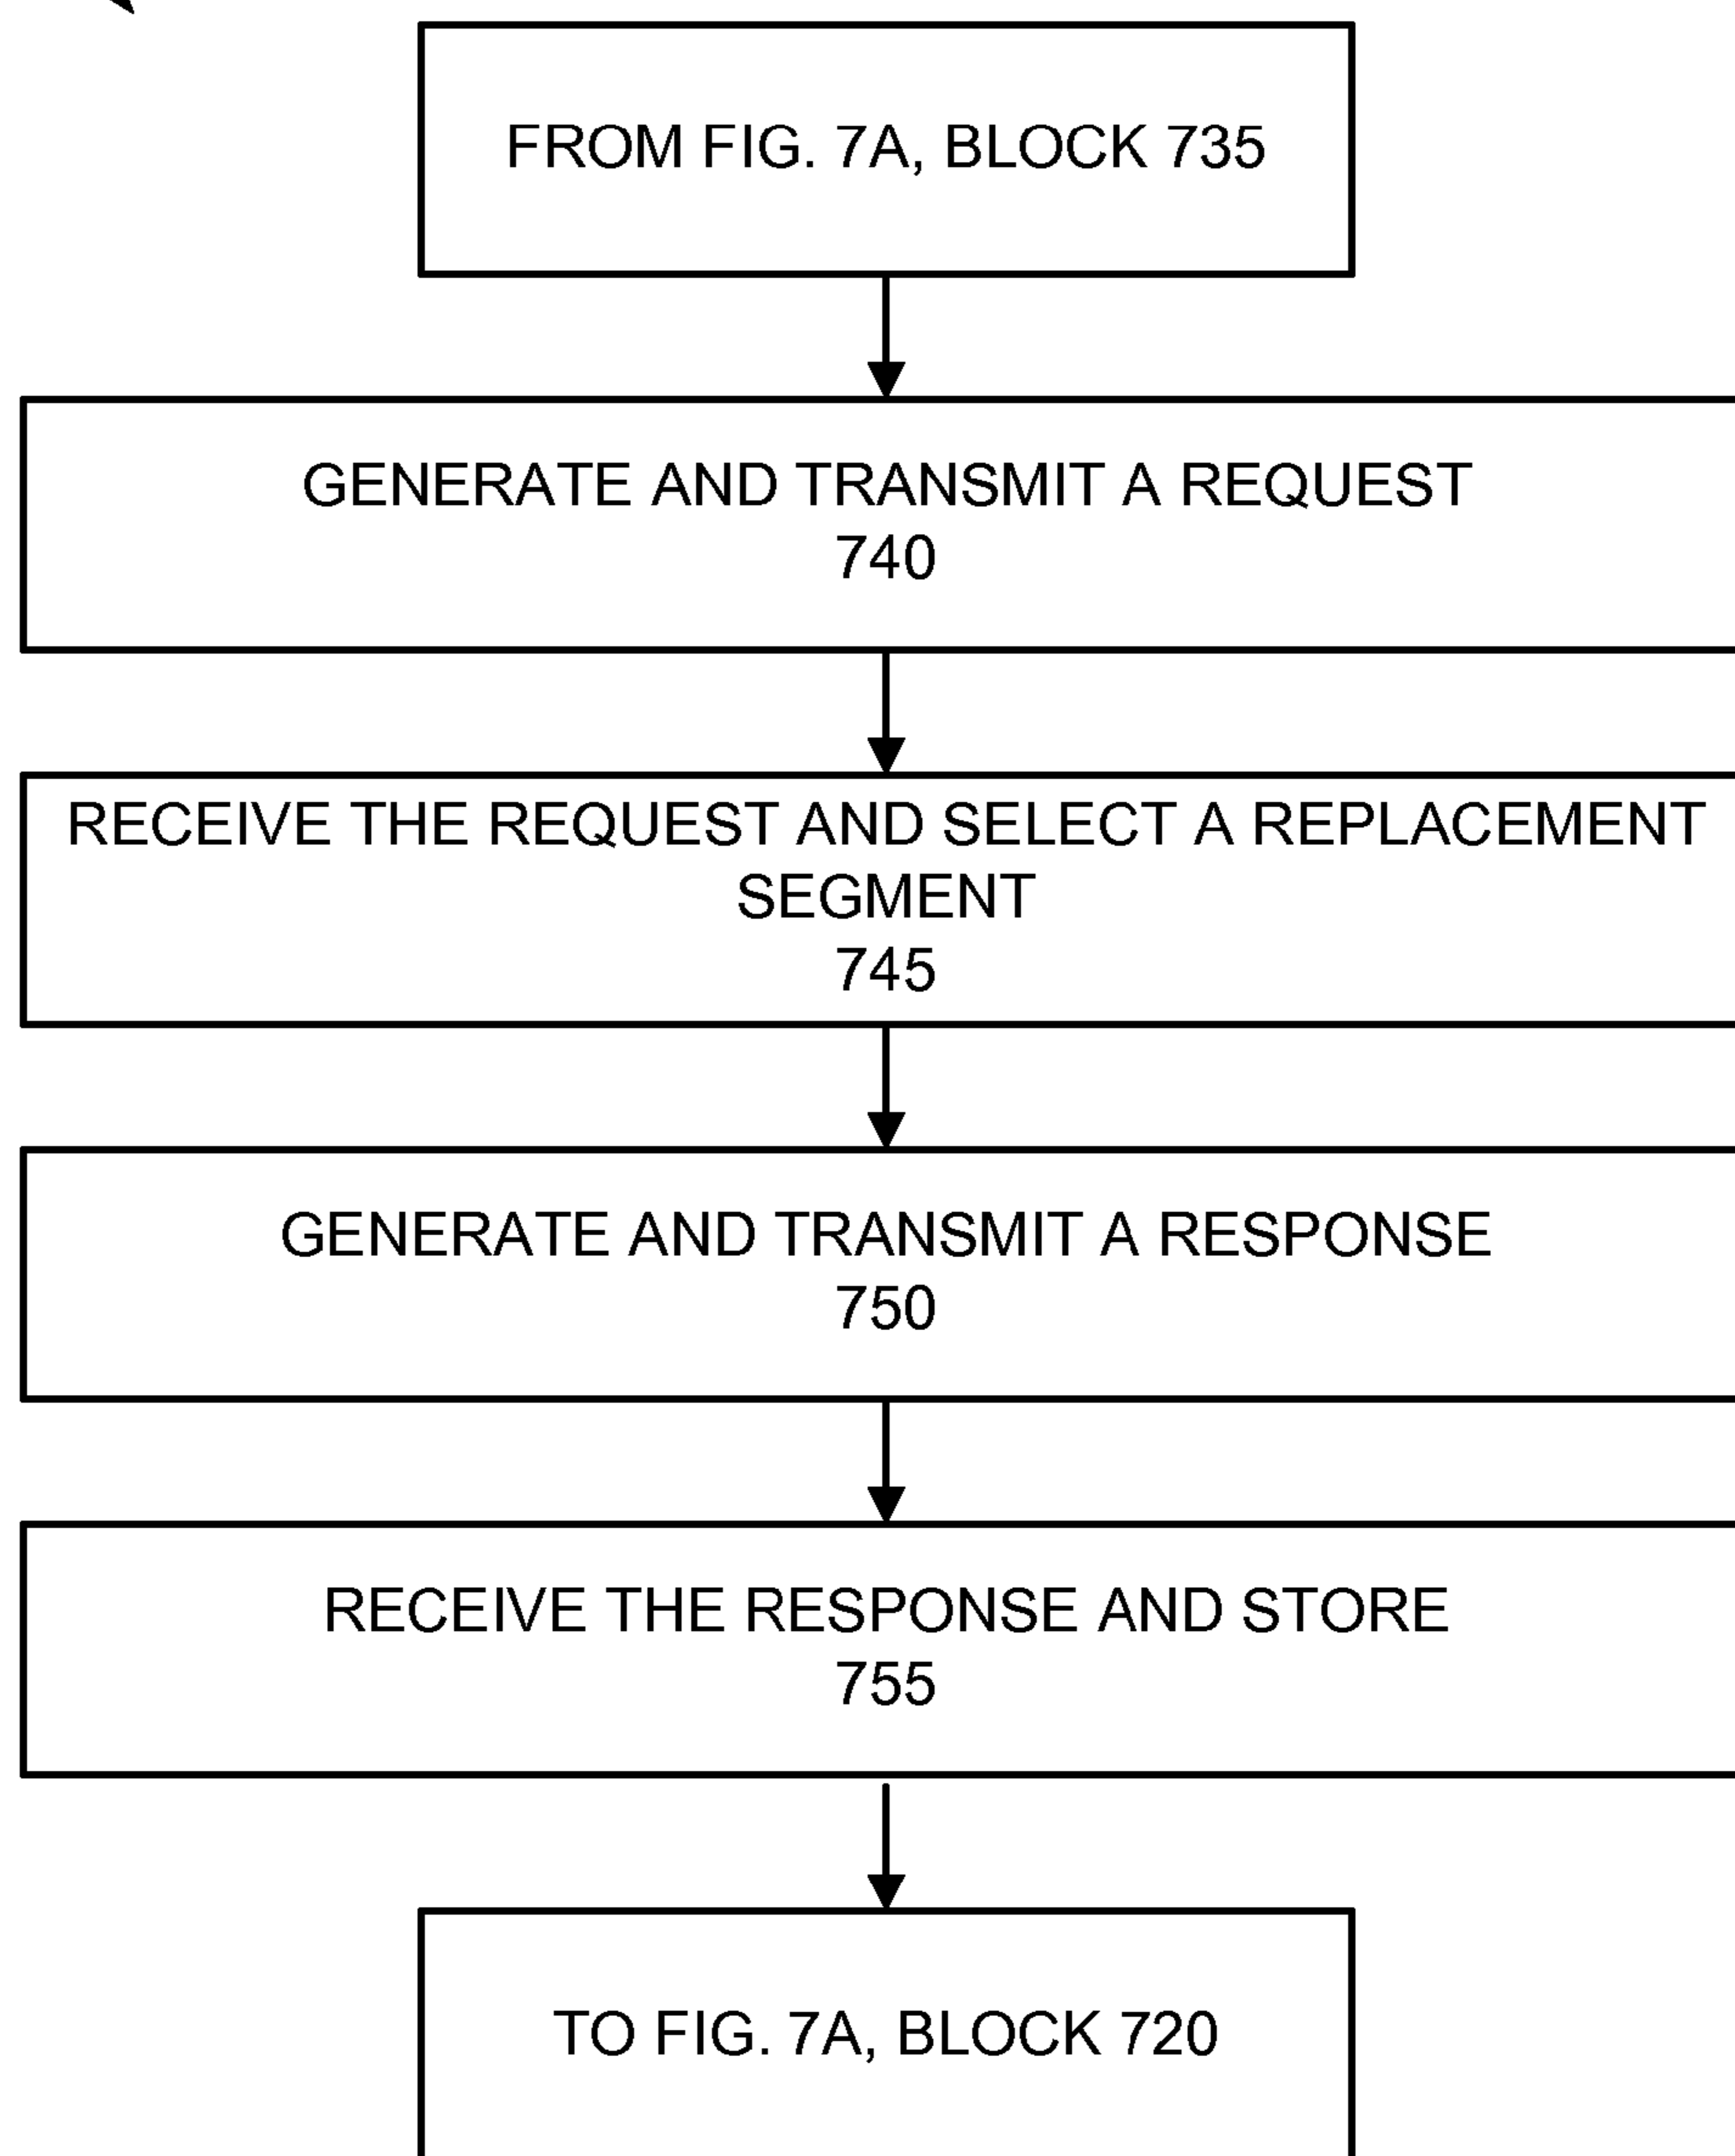 FROM FIG. 7A, BLOCK 735
GENERATE AND TRANSMIT A REQUEST
740
RECEIVE THE REQUEST AND SELECT A REPLACEMENT
SEGMENT
745
GENERATE AND TRANSMIT A RESPONSE
750
RECEIVE THE RESPONSE AND STORE
755
TO FIG. 7A, BLOCK 720